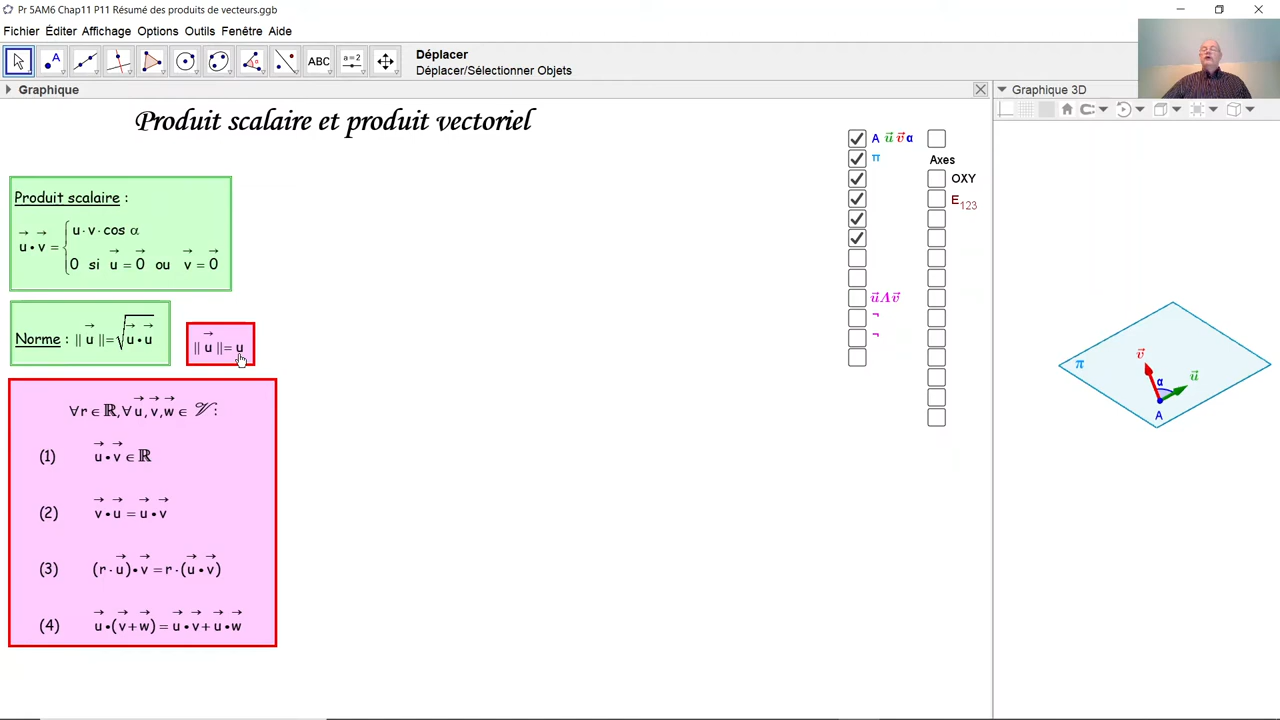 Pr 5AM6 Chap11 P11 Résumé des produits de vecteurs.ggb
Fichier Éditer Affichage Options Outils Fenêtre Aide
A
ABC
a=2
Déplacer
Déplacer/Sélectionner Objets
Graphique
Graphique 3D
Produit scalaire et produit vectoriel
Produit scalaire :
u⃗ • v⃗ = { u · v · cos α
0 si u⃗ = 0⃗ ou v⃗ = 0⃗
Norme : || u⃗ ||= √(u⃗ • u⃗)
|| u⃗ ||= u
∀ r ∈ ℝ, ∀ u⃗, v⃗, w⃗ ∈ 𝒱 :
(1) u⃗ • v⃗ ∈ ℝ
(2) v⃗ • u⃗ = u⃗ • v⃗
(3) (r · u⃗) • v⃗ = r · (u⃗ • v⃗)
(4) u⃗ • (v⃗ + w⃗) = u⃗ • v⃗ + u⃗ • w⃗
A u⃗ v⃗ α
π
Axes
OXY
E₁₂₃
u⃗Λv⃗
¬
¬
π
v⃗
α
u⃗
A